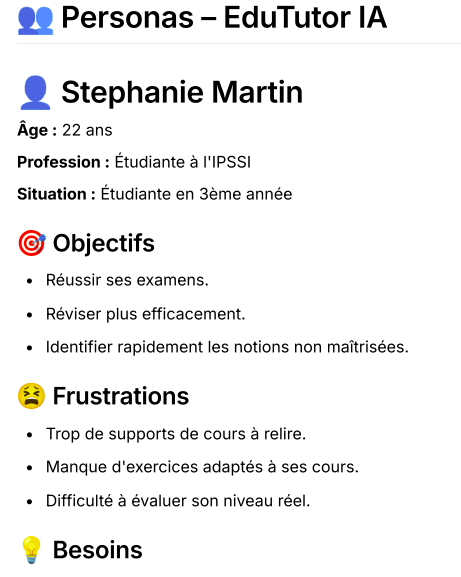 👥 Personas – EduTutor IA
👤 Stephanie Martin
Âge : 22 ans
Profession : Étudiante à l'IPSSI
Situation : Étudiante en 3ème année
🎯 Objectifs
• Réussir ses examens.
• Réviser plus efficacement.
• Identifier rapidement les notions non maîtrisées.
😫 Frustrations
• Trop de supports de cours à relire.
• Manque d'exercices adaptés à ses cours.
• Difficulté à évaluer son niveau réel.
💡 Besoins